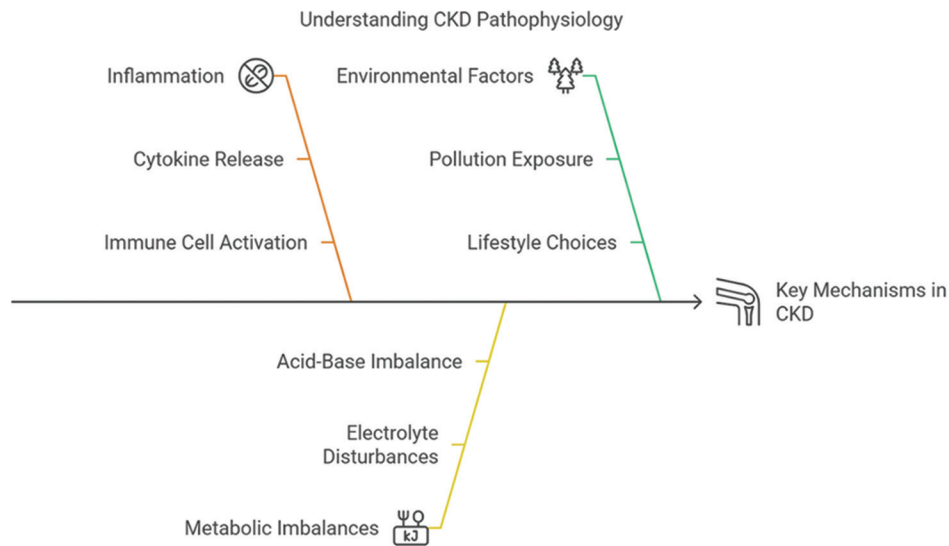 Understanding CKD Pathophysiology
Inflammation
Environmental Factors
Cytokine Release
Pollution Exposure
Immune Cell Activation
Lifestyle Choices
Key Mechanisms in
CKD
Acid-Base Imbalance
Electrolyte
Disturbances
Metabolic Imbalances
kJ